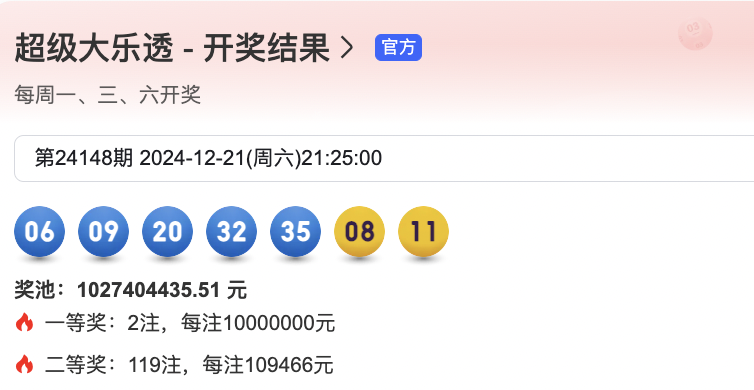 超级大乐透 - 开奖结果 >
官方
每周一、三、六开奖
第24148期 2024-12-21(周六)21:25:00
06 09 20 32 35 08 11
奖池：1027404435.51 元
一等奖：2注，每注10000000元
二等奖：119注，每注109466元